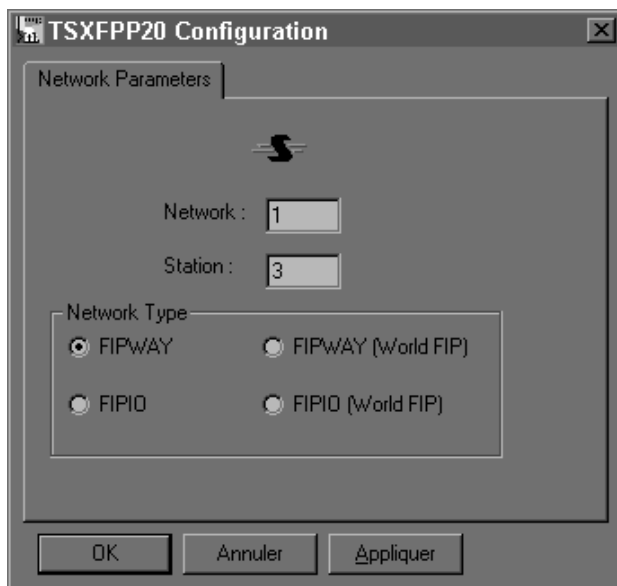 TSXFPP20 Configuration
Network Parameters
Network :
1
Station :
3
Network Type
FIPWAY
FIPWAY (World FIP)
FIPIO
FIPIO (World FIP)
OK
Annuler
Appliquer